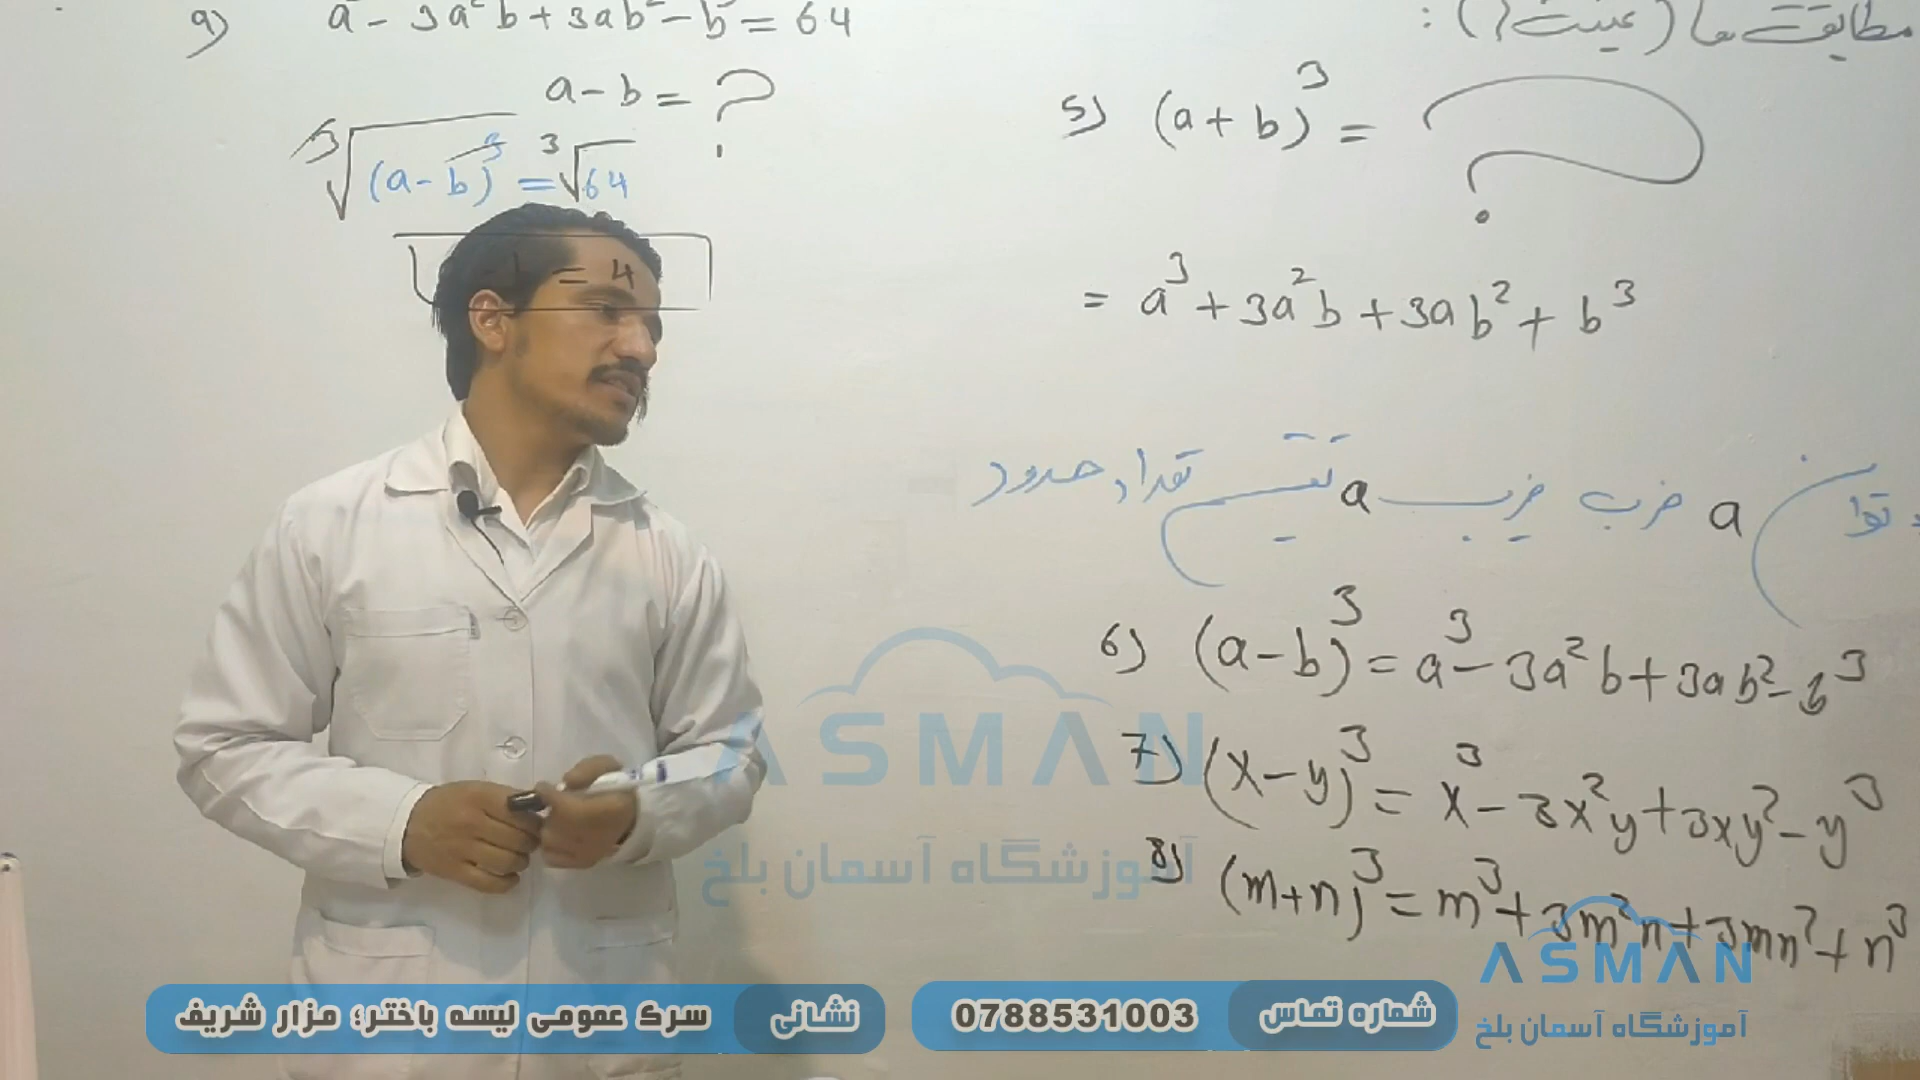 مطابقت ها (عینیت ها) :
5) (a + b)³ = ?
= a³ + 3a²b + 3ab² + b³
توان a ضرب ضریب a تقسیم تعداد حدود
6) (a - b)³ = a³ - 3a²b + 3ab² - b³
7) (x - y)³ = x³ - 3x²y + 3xy² - y³
8) (m + n)³ = m³ + 3m²n + 3mn² + n³
9) a³ - 3a²b + 3ab² - b³ = 64
a - b = ?
∛(a - b)³ = ∛64
= 4
ASMAN
آموزشگاه آسمان بلخ
ASMAN
آموزشگاه آسمان بلخ
شماره تماس 0788531003
نشانی سرک عمومی لیسه باختر؛ مزار شریف